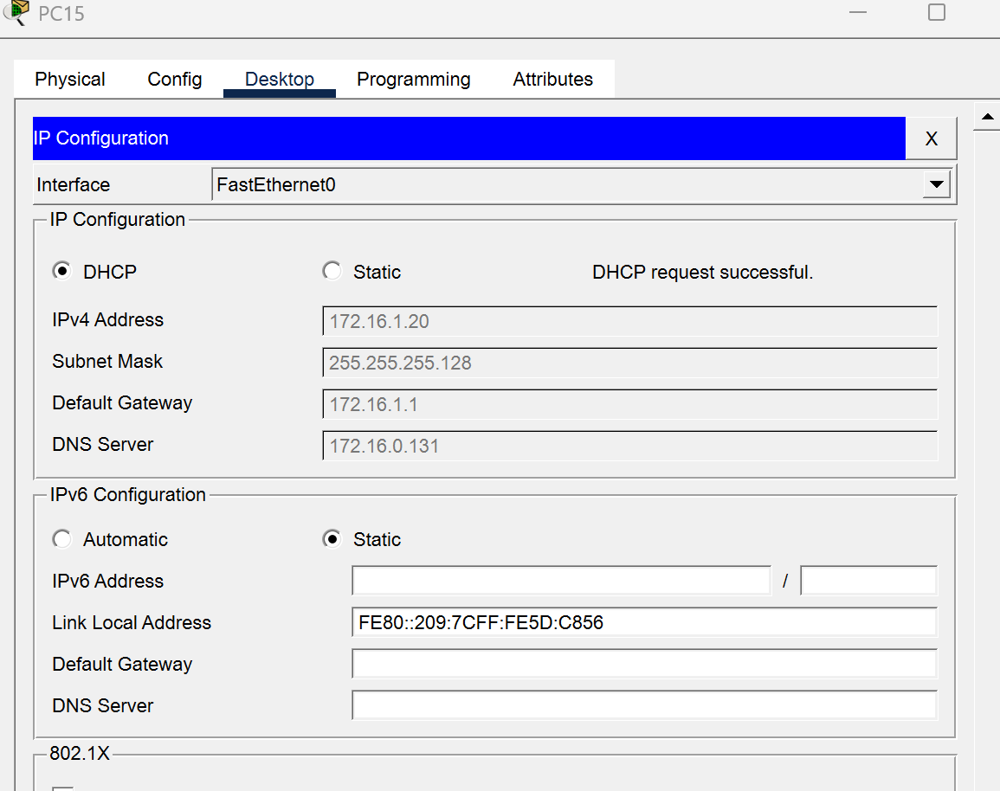 PC15
Physical Config Desktop Programming Attributes
IP Configuration X
Interface FastEthernet0
IP Configuration
DHCP Static DHCP request successful.
IPv4 Address 172.16.1.20
Subnet Mask 255.255.255.128
Default Gateway 172.16.1.1
DNS Server 172.16.0.131
IPv6 Configuration
Automatic Static
IPv6 Address /
Link Local Address FE80::209:7CFF:FE5D:C856
Default Gateway
DNS Server
802.1X